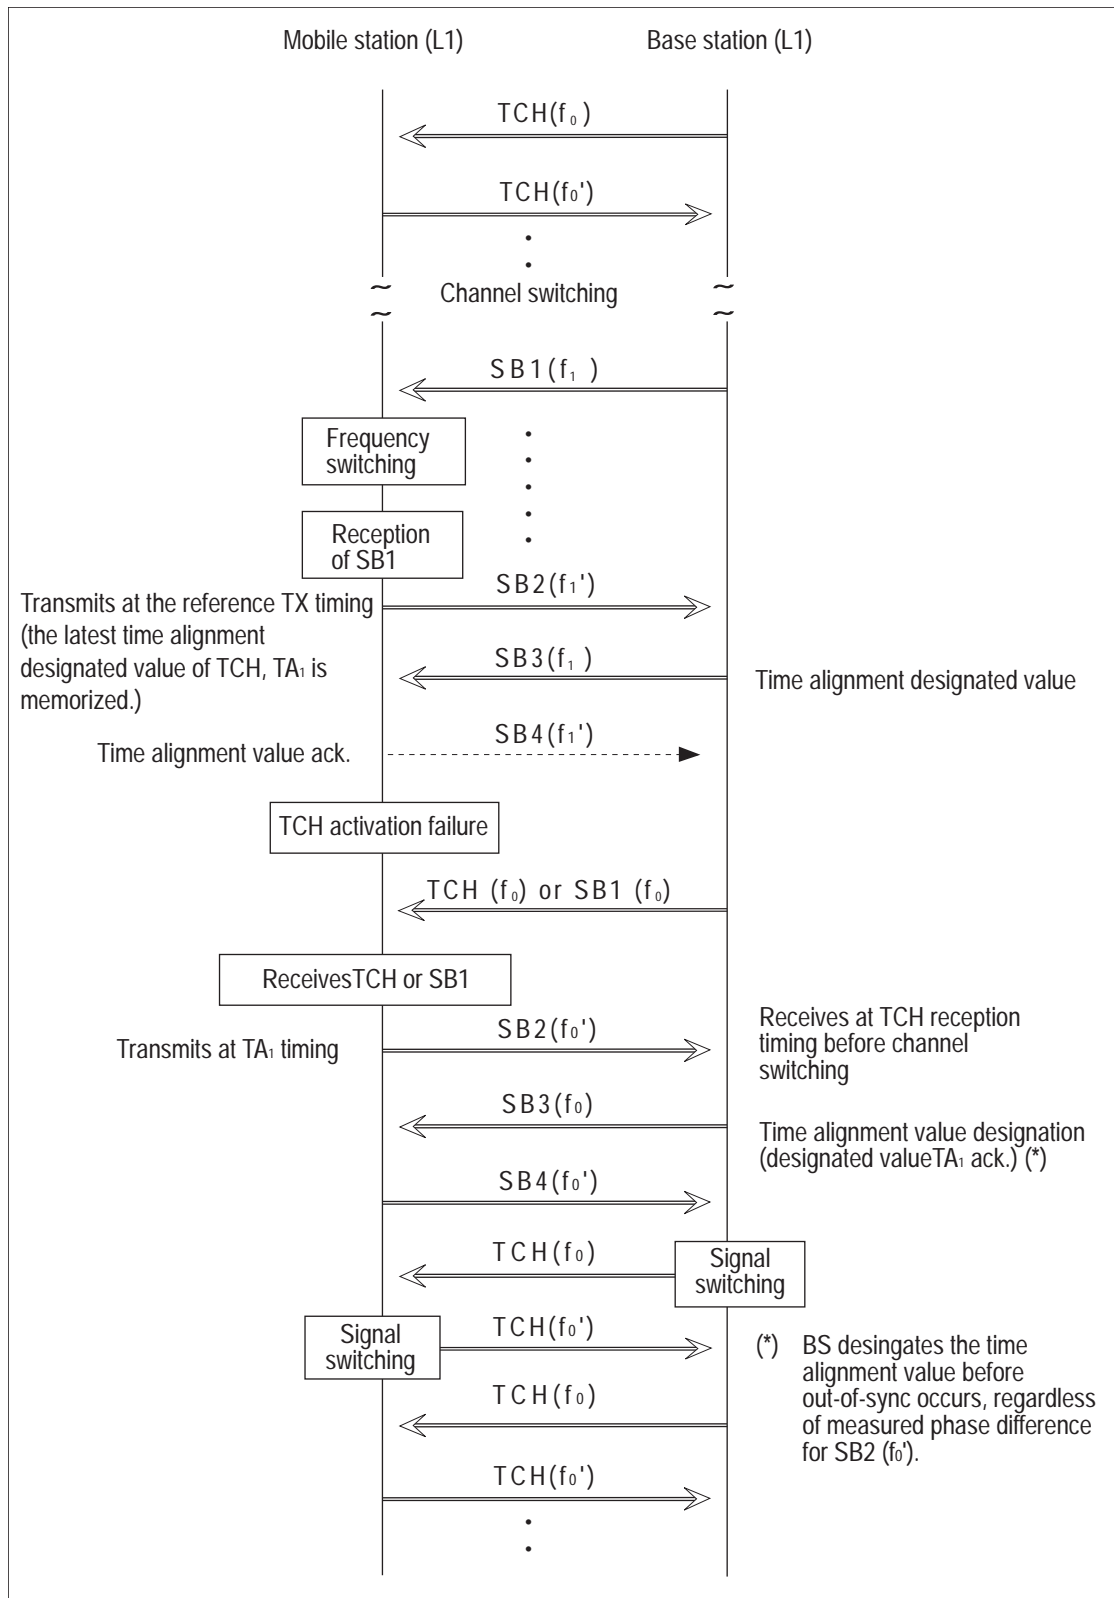 Mobile station (L1)
Base station (L1)
TCH(f₀ )
TCH(f₀')
Channel switching
SB1(f₁ )
Frequency
switching
Reception
of SB1
SB2(f₁')
Transmits at the reference TX timing
(the latest time alignment
designated value of TCH, TA₁ is
memorized.)
SB3(f₁ )
Time alignment designated value
SB4(f₁')
Time alignment value ack.
TCH activation failure
TCH (f₀) or SB1 (f₀)
ReceivesTCH or SB1
Transmits at TA₁ timing
SB2(f₀')
Receives at TCH reception
timing before channel
switching
SB3(f₀)
Time alignment value designation
(designated valueTA₁ ack.) (*)
SB4(f₀')
TCH(f₀)
Signal
switching
Signal
switching
TCH(f₀')
(*) BS desingates the time
alignment value before
out-of-sync occurs, regardless
of measured phase difference
for SB2 (f₀').
TCH(f₀)
TCH(f₀')